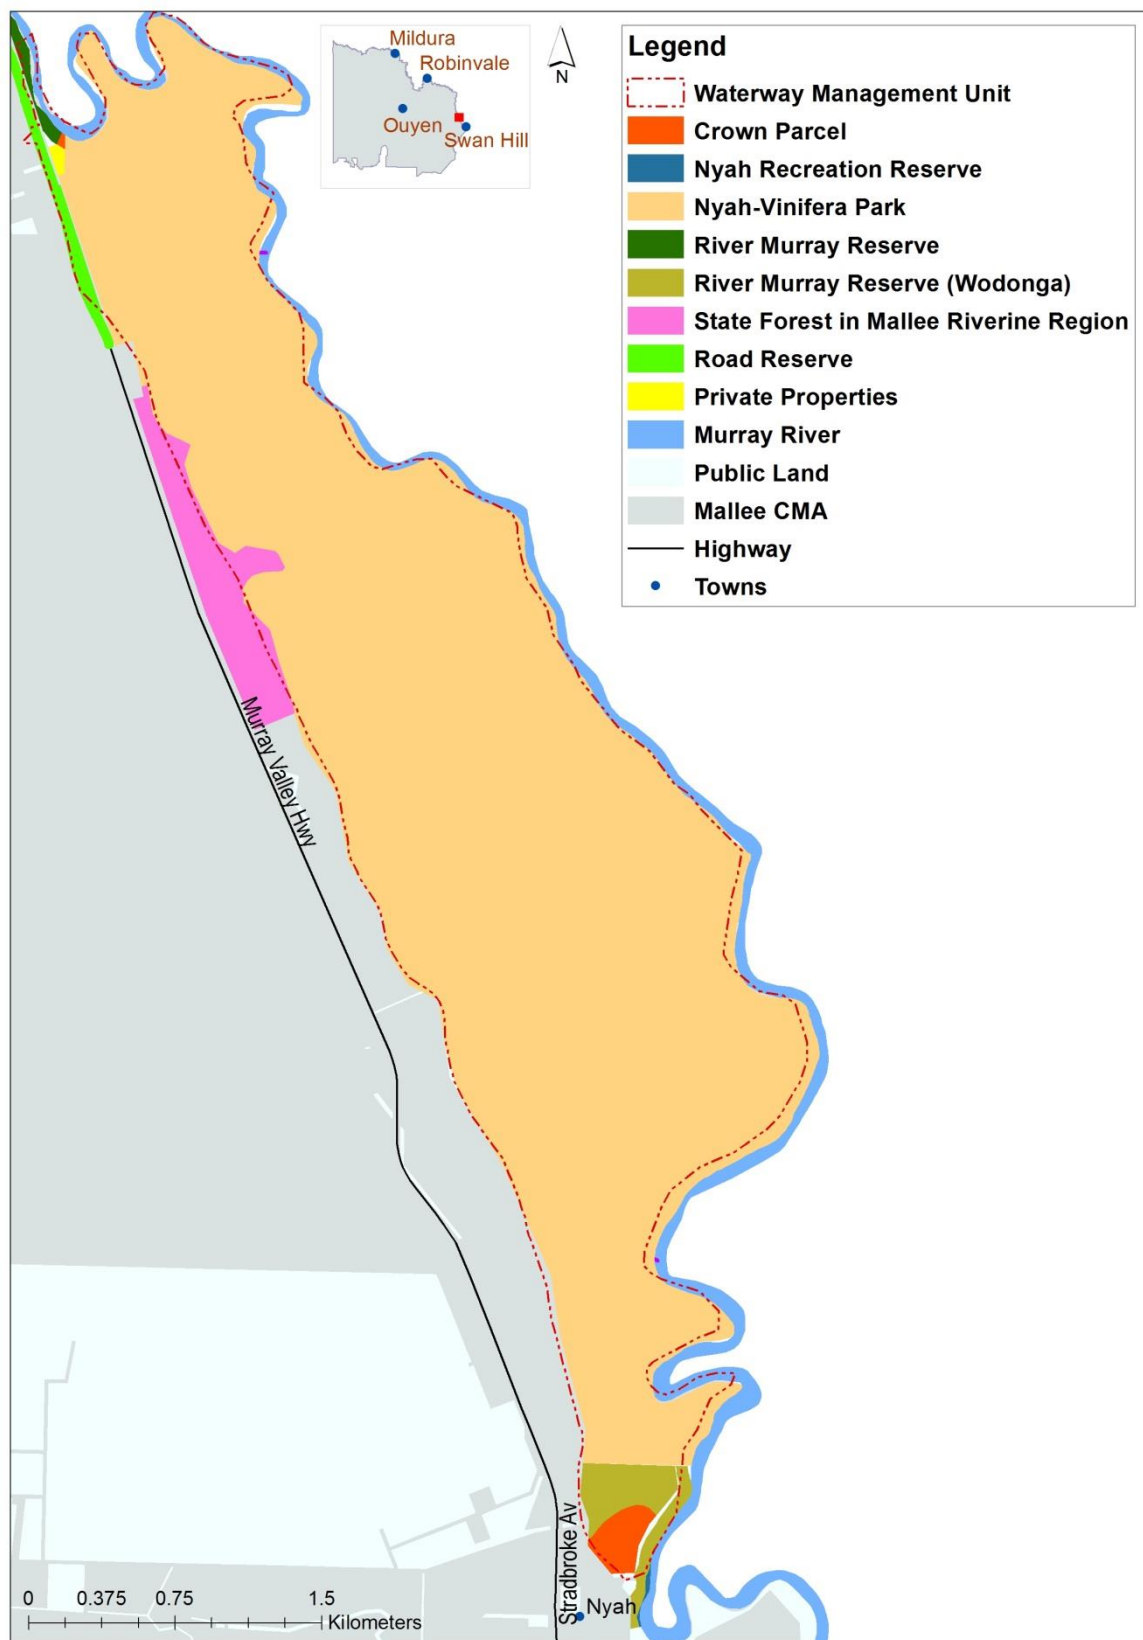 Mildura
Robinvale
Ouyen
Swan Hill
N
Legend
Waterway Management Unit
Crown Parcel
Nyah Recreation Reserve
Nyah-Vinifera Park
River Murray Reserve
River Murray Reserve (Wodonga)
State Forest in Mallee Riverine Region
Road Reserve
Private Properties
Murray River
Public Land
Mallee CMA
Highway
Towns
Murray Valley Hwy
Stradbroke Av
Nyah
0 0.375 0.75 1.5
Kilometers